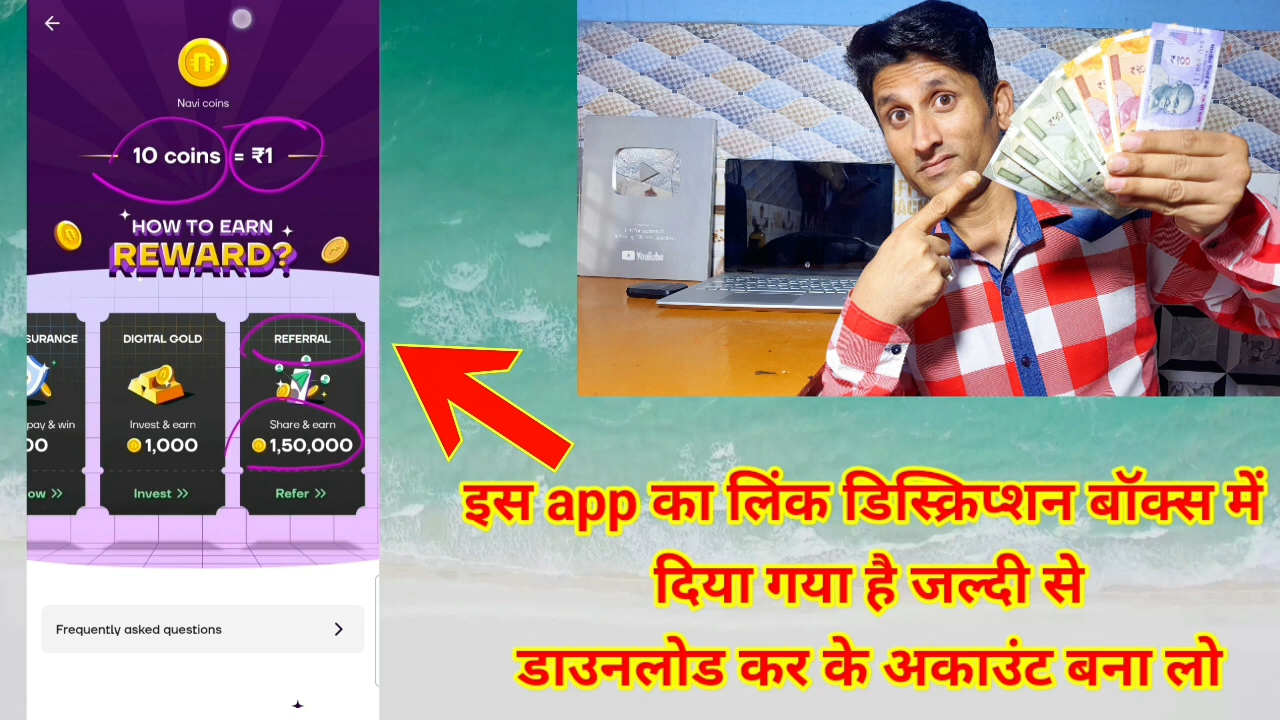 Navi coins
10 coins = ₹1
HOW TO EARN
REWARD?
SURANCE
DIGITAL GOLD
REFERRAL
pay & win
Invest & earn
Share & earn
00
1,000
1,50,000
ow >>
Invest >>
Refer >>
Frequently asked questions
YouTube
₹100
इस app का लिंक डिस्क्रिप्शन बॉक्स में
दिया गया है जल्दी से
डाउनलोड कर के अकाउंट बना लो